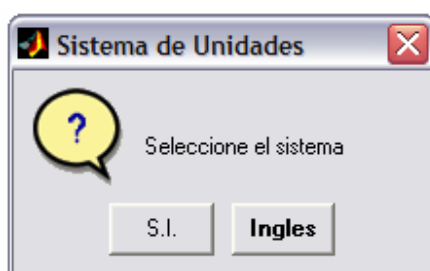 Sistema de Unidades
?
Seleccione el sistema
S.I. Ingles